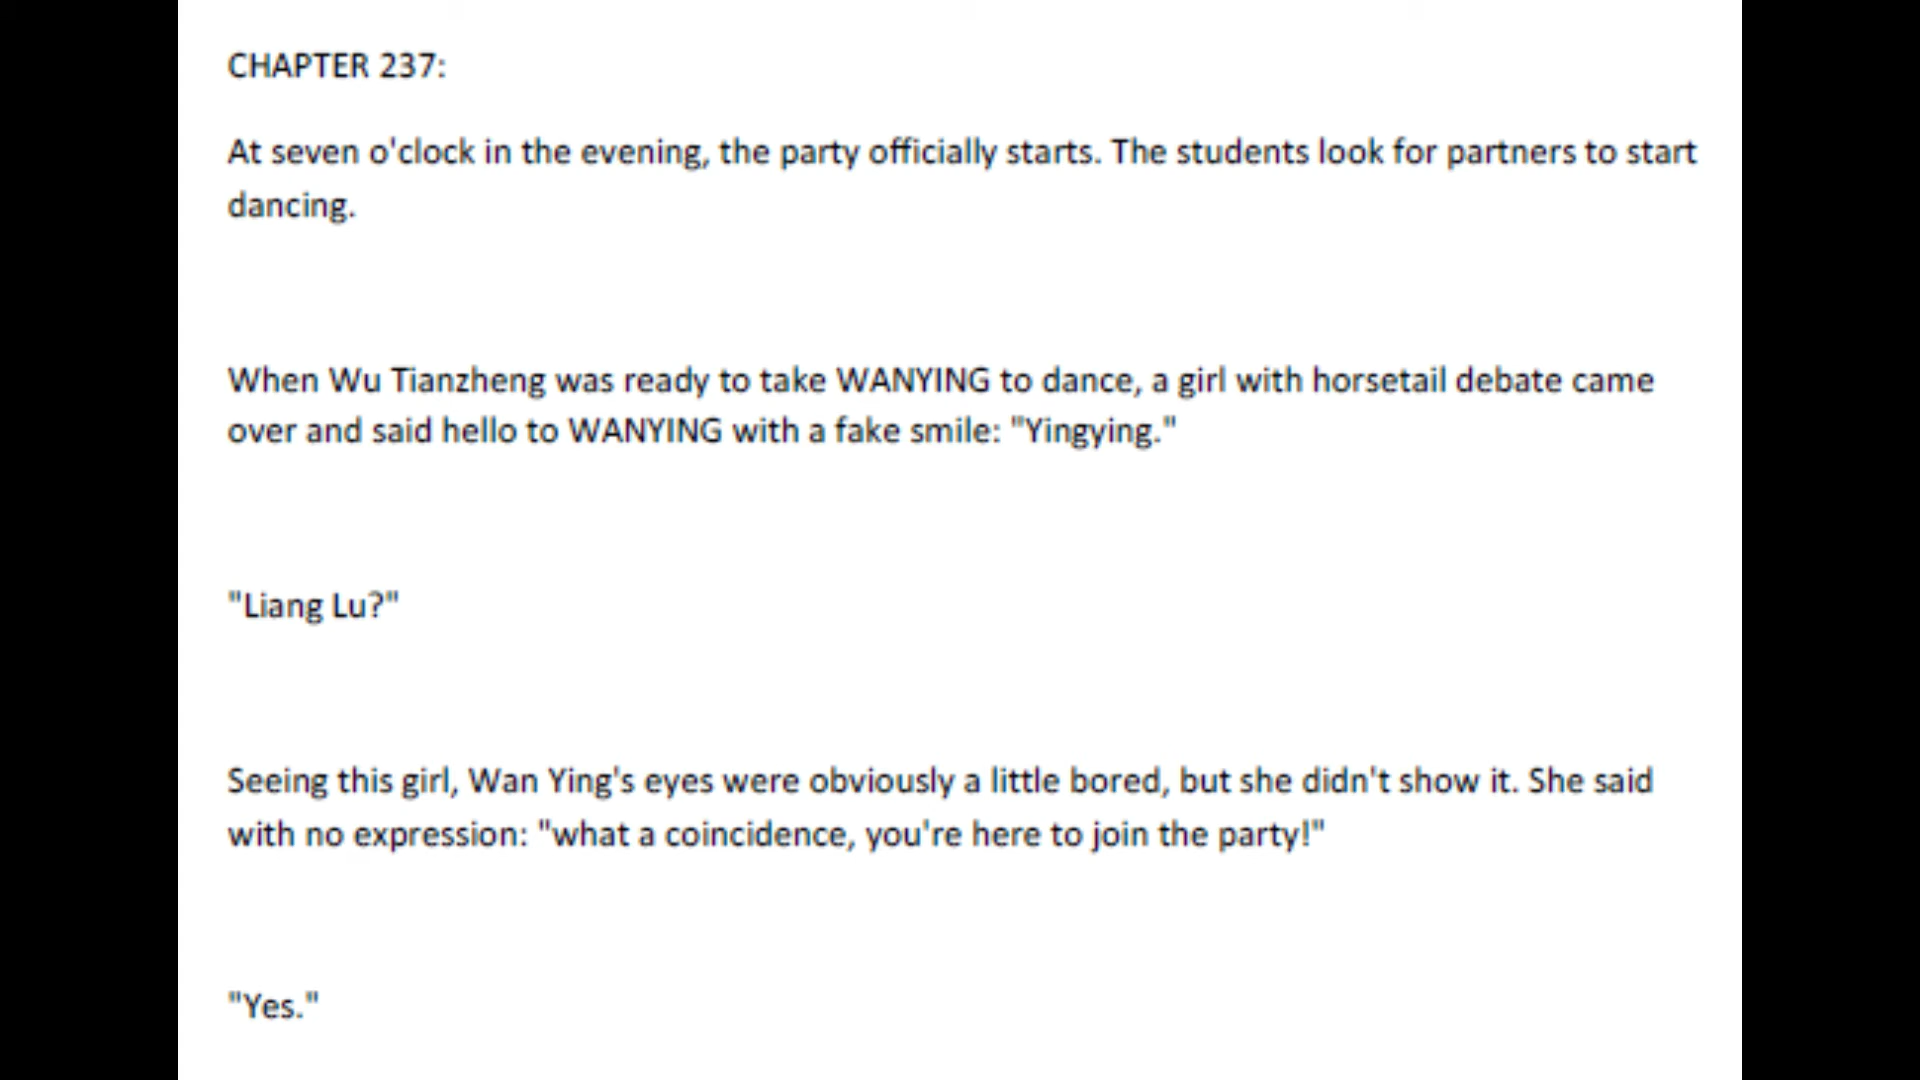 CHAPTER 237:
At seven o'clock in the evening, the party officially starts. The students look for partners to start
dancing.
When Wu Tianzheng was ready to take WANYING to dance, a girl with horsetail debate came
over and said hello to WANYING with a fake smile: "Yingying."
"Liang Lu?"
Seeing this girl, Wan Ying's eyes were obviously a little bored, but she didn't show it. She said
with no expression: "what a coincidence, you're here to join the party!"
"Yes."